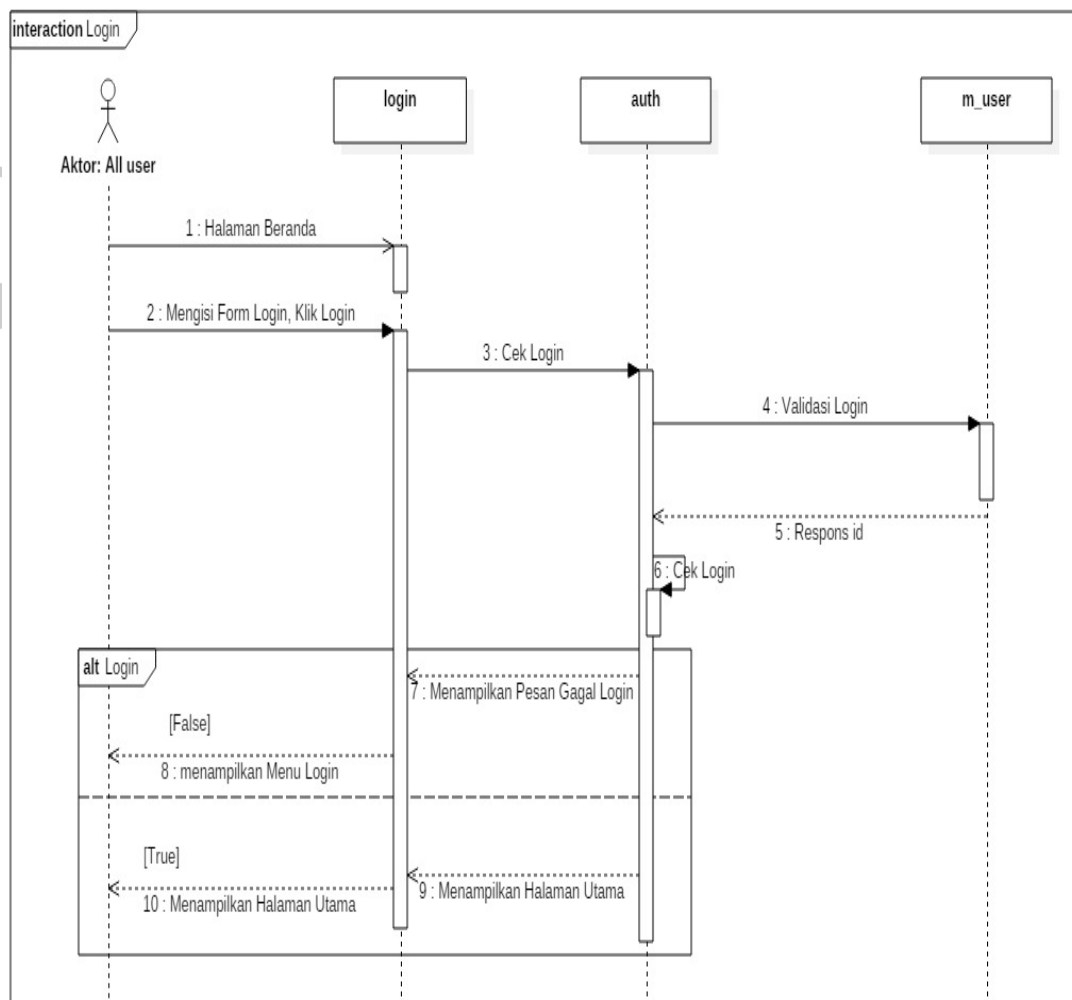 interaction Login
login
auth
m_user
Aktor: All user
1 : Halaman Beranda
2 : Mengisi Form Login, Klik Login
3 : Cek Login
4 : Validasi Login
5 : Respons id
6 : Cek Login
alt Login
7 : Menampilkan Pesan Gagal Login
[False]
8 : menampilkan Menu Login
[True]
9 : Menampilkan Halaman Utama
10 : Menampilkan Halaman Utama